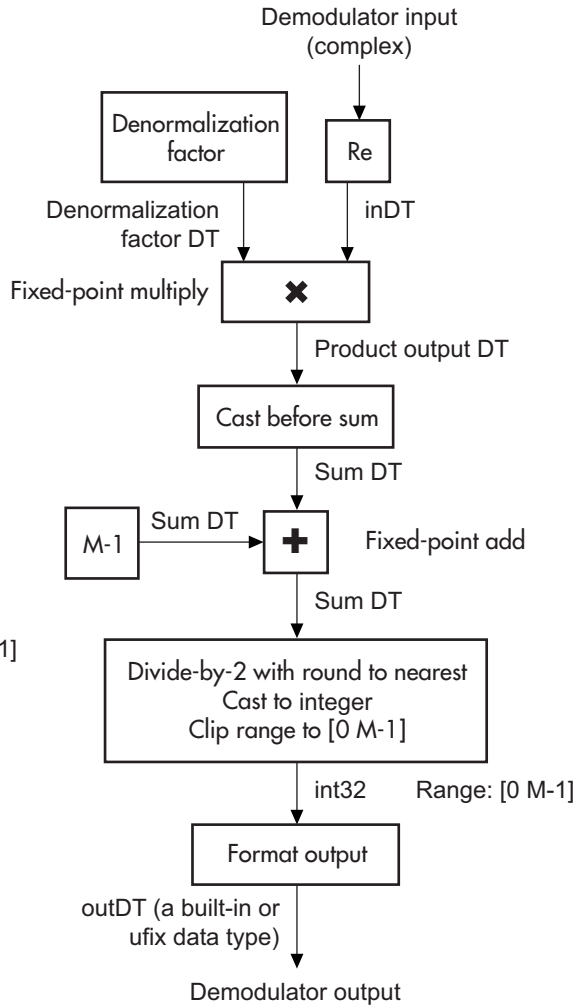 Demodulator input
(complex)
Denormalization
factor
Re
Denormalization
factor DT
inDT
Fixed-point multiply
Product output DT
Cast before sum
Sum DT
M-1
Sum DT
Fixed-point add
Sum DT
1]
Divide-by-2 with round to nearest
Cast to integer
Clip range to [0 M-1]
int32
Range: [0 M-1]
Format output
outDT (a built-in or
ufix data type)
Demodulator output